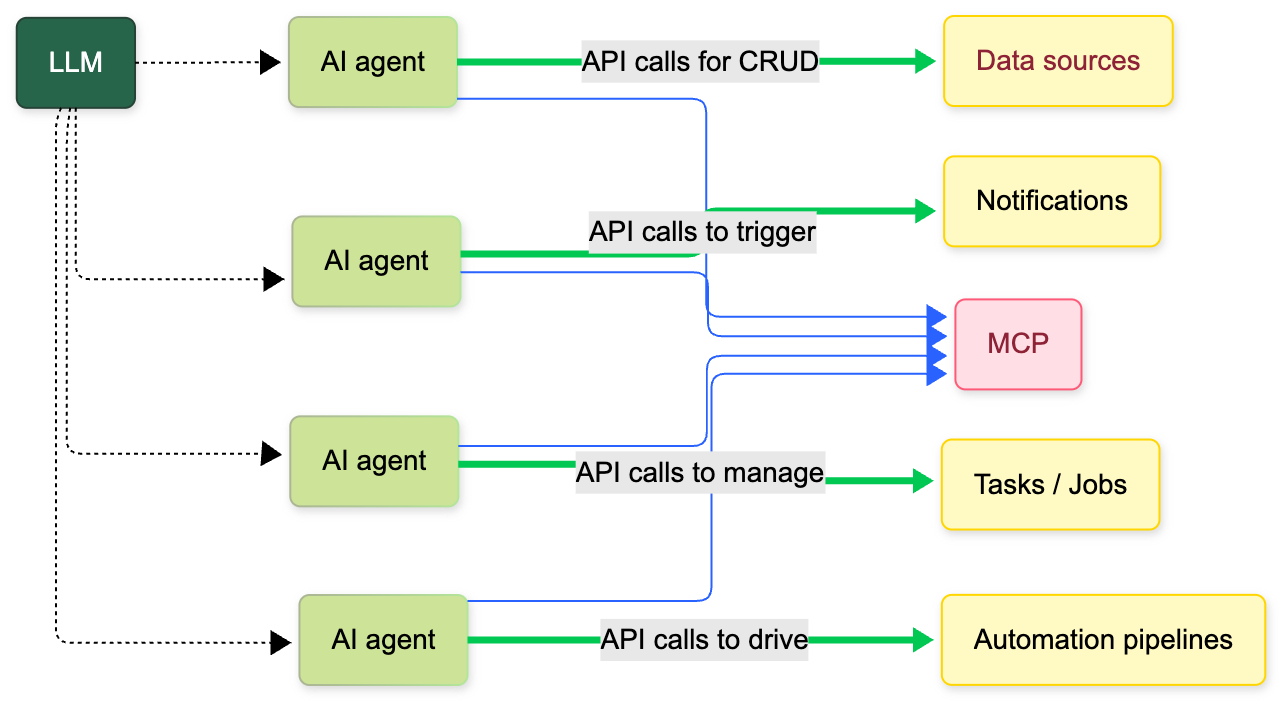 LLM
AI agent
API calls for CRUD
Data sources
Notifications
API calls to trigger
AI agent
MCP
AI agent
API calls to manage
Tasks / Jobs
AI agent
API calls to drive
Automation pipelines